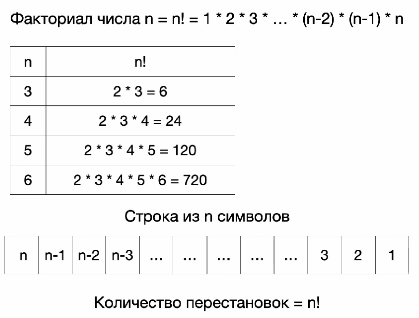 Факториал числа n = n! = 1 * 2 * 3 * ... * (n-2) * (n-1) * n
n n!
3 2 * 3 = 6
4 2 * 3 * 4 = 24
5 2 * 3 * 4 * 5 = 120
6 2 * 3 * 4 * 5 * 6 = 720
Строка из n символов
n n-1 n-2 n-3 ... ... ... ... ... 3 2 1
Количество перестановок = n!